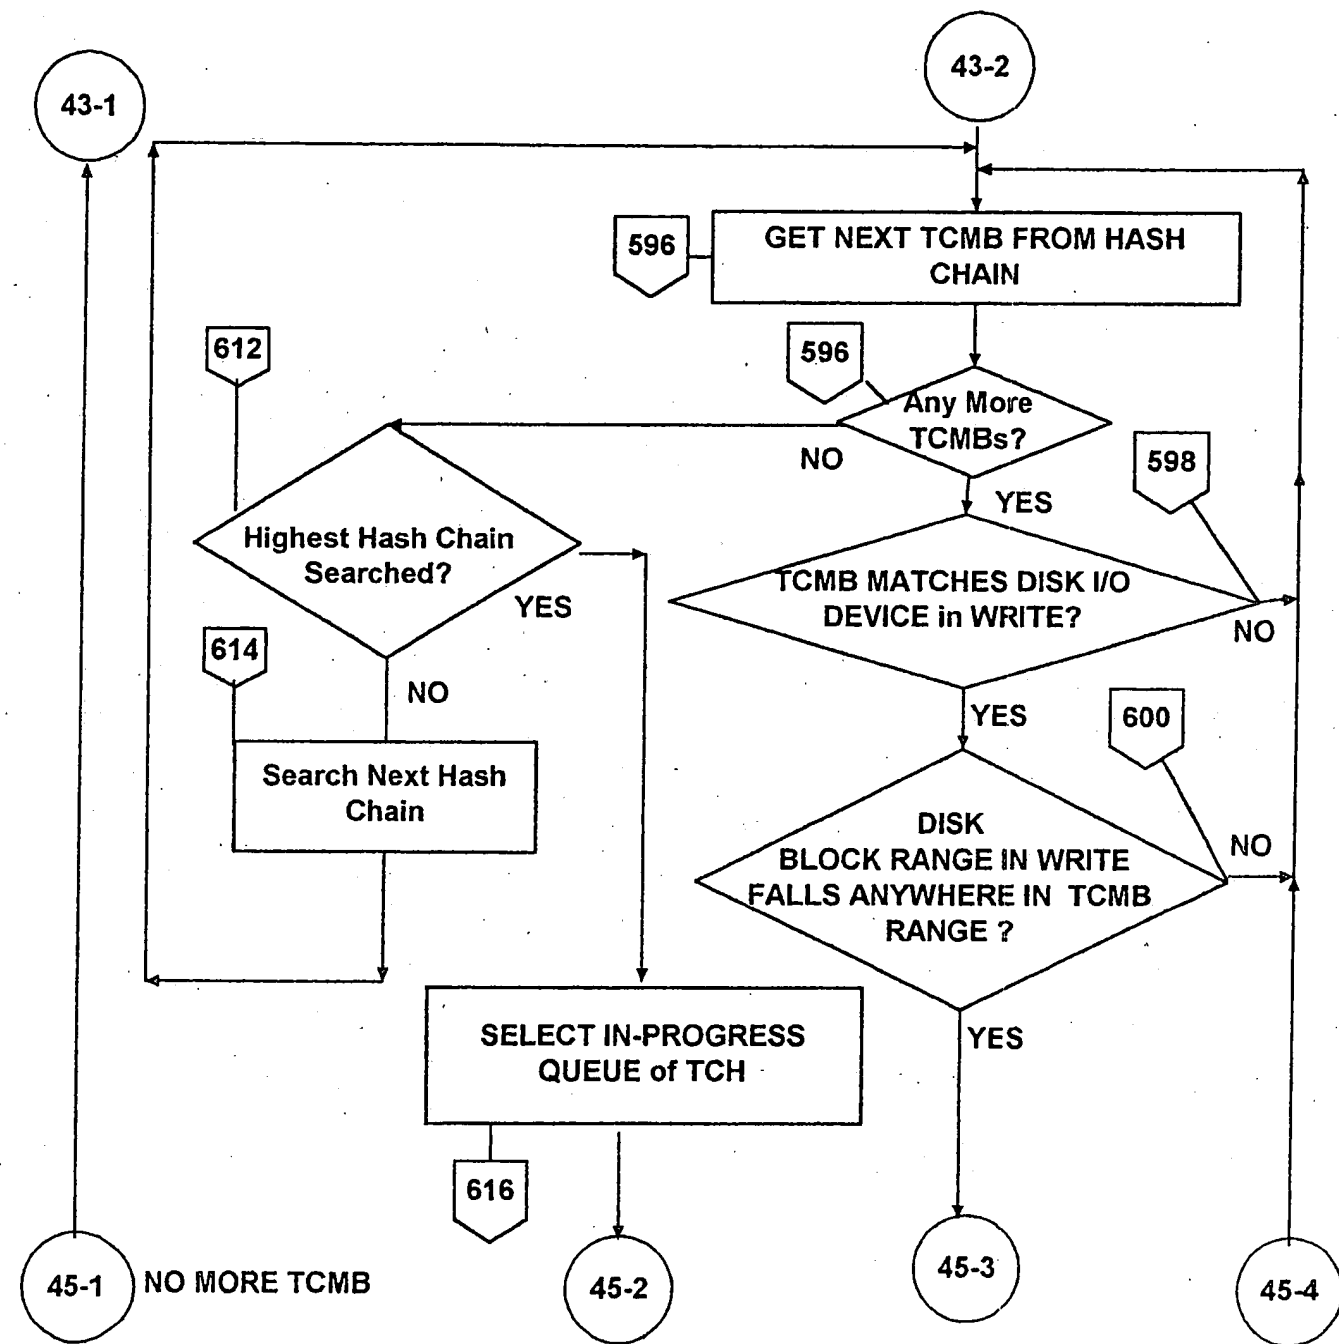 43-1
43-2
596
GET NEXT TCMB FROM HASH
CHAIN
612
596
Any More
TCMBs?
NO
YES
598
Highest Hash Chain
Searched?
YES
TCMB MATCHES DISK I/O
DEVICE in WRITE?
NO
614
NO
YES
600
Search Next Hash
Chain
DISK
BLOCK RANGE IN WRITE
FALLS ANYWHERE IN TCMB
RANGE ?
NO
SELECT IN-PROGRESS
QUEUE of TCH
YES
616
45-1
NO MORE TCMB
45-2
45-3
45-4